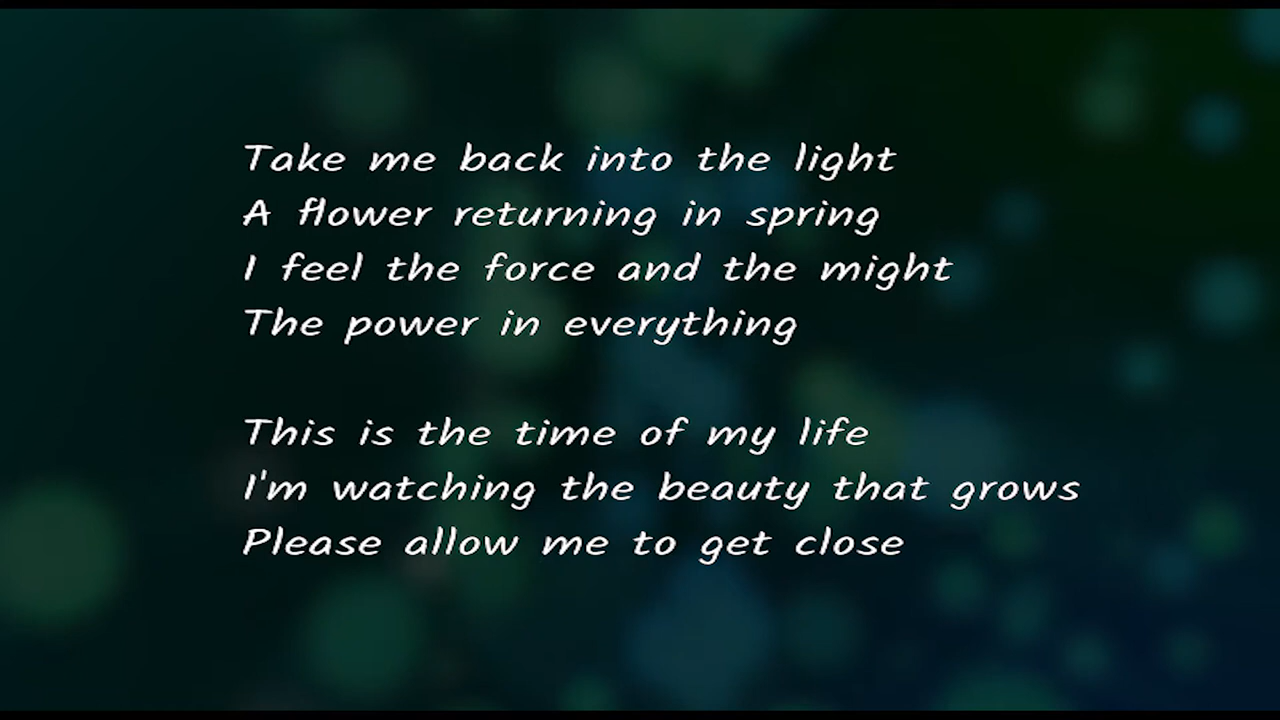 Take me back into the light
A flower returning in spring
I feel the force and the might
The power in everything
This is the time of my life
I'm watching the beauty that grows
Please allow me to get close